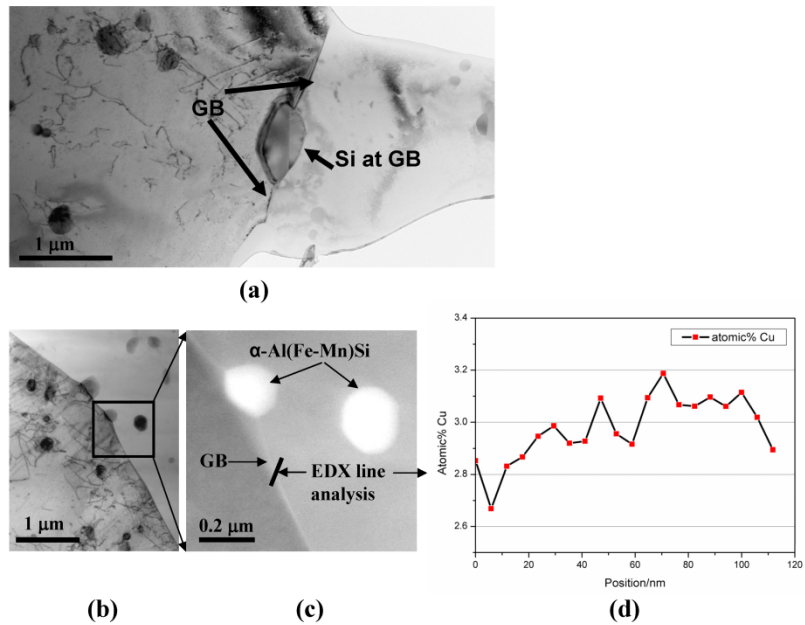 GB
Si at GB
1 μm
(a)
α-Al(Fe-Mn)Si
GB
EDX line
analysis
1 μm
0.2 μm
3.4
3.2
3.0
2.8
2.6
Atomic% Cu
atomic% Cu
0 20 40 60 80 100 120
Position/nm
(b) (c) (d)